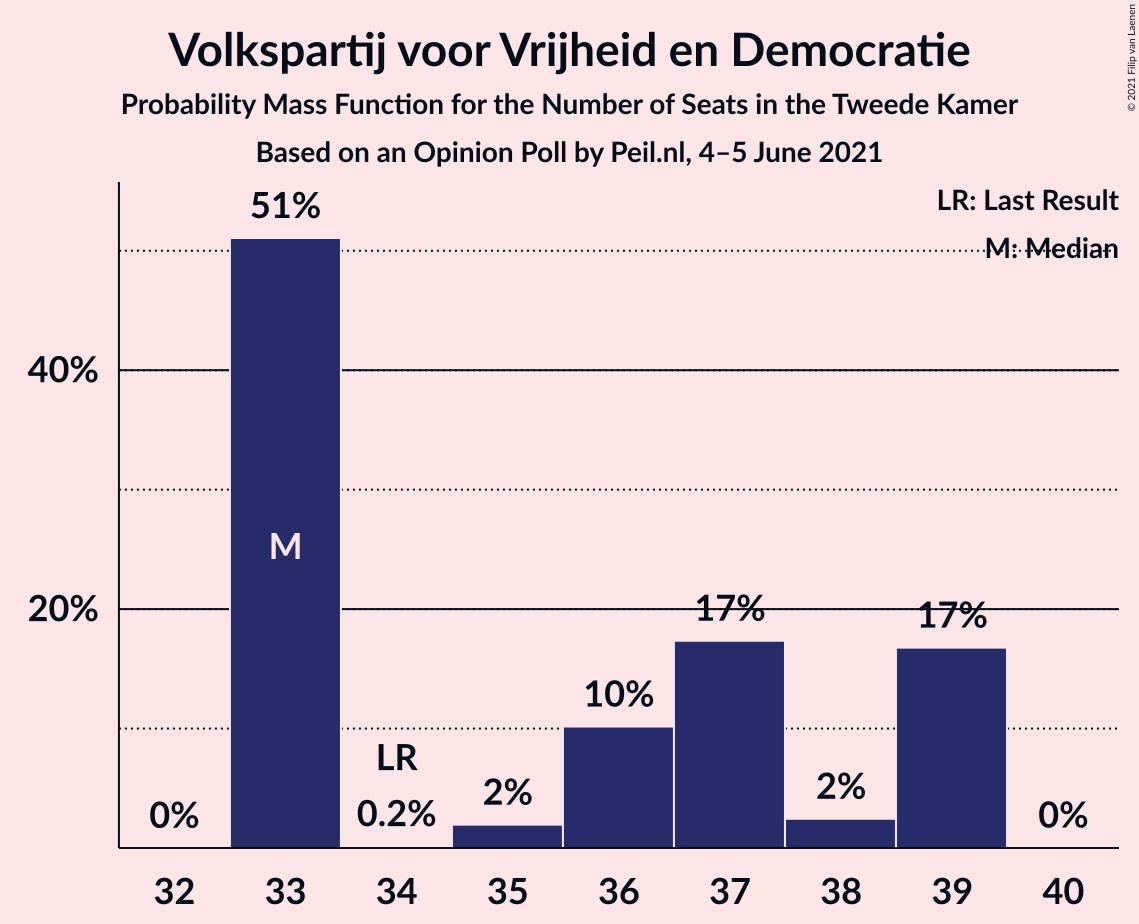 Volkspartij voor Vrijheid en Democratie
Probability Mass Function for the Number of Seats in the Tweede Kamer
Based on an Opinion Poll by Peil.nl, 4–5 June 2021
© 2021 Filip van Laenen
LR: Last Result
M: Median
51%
40%
M
20%
17%
17%
10%
LR
0%
0.2%
2%
2%
0%
32 33 34 35 36 37 38 39 40